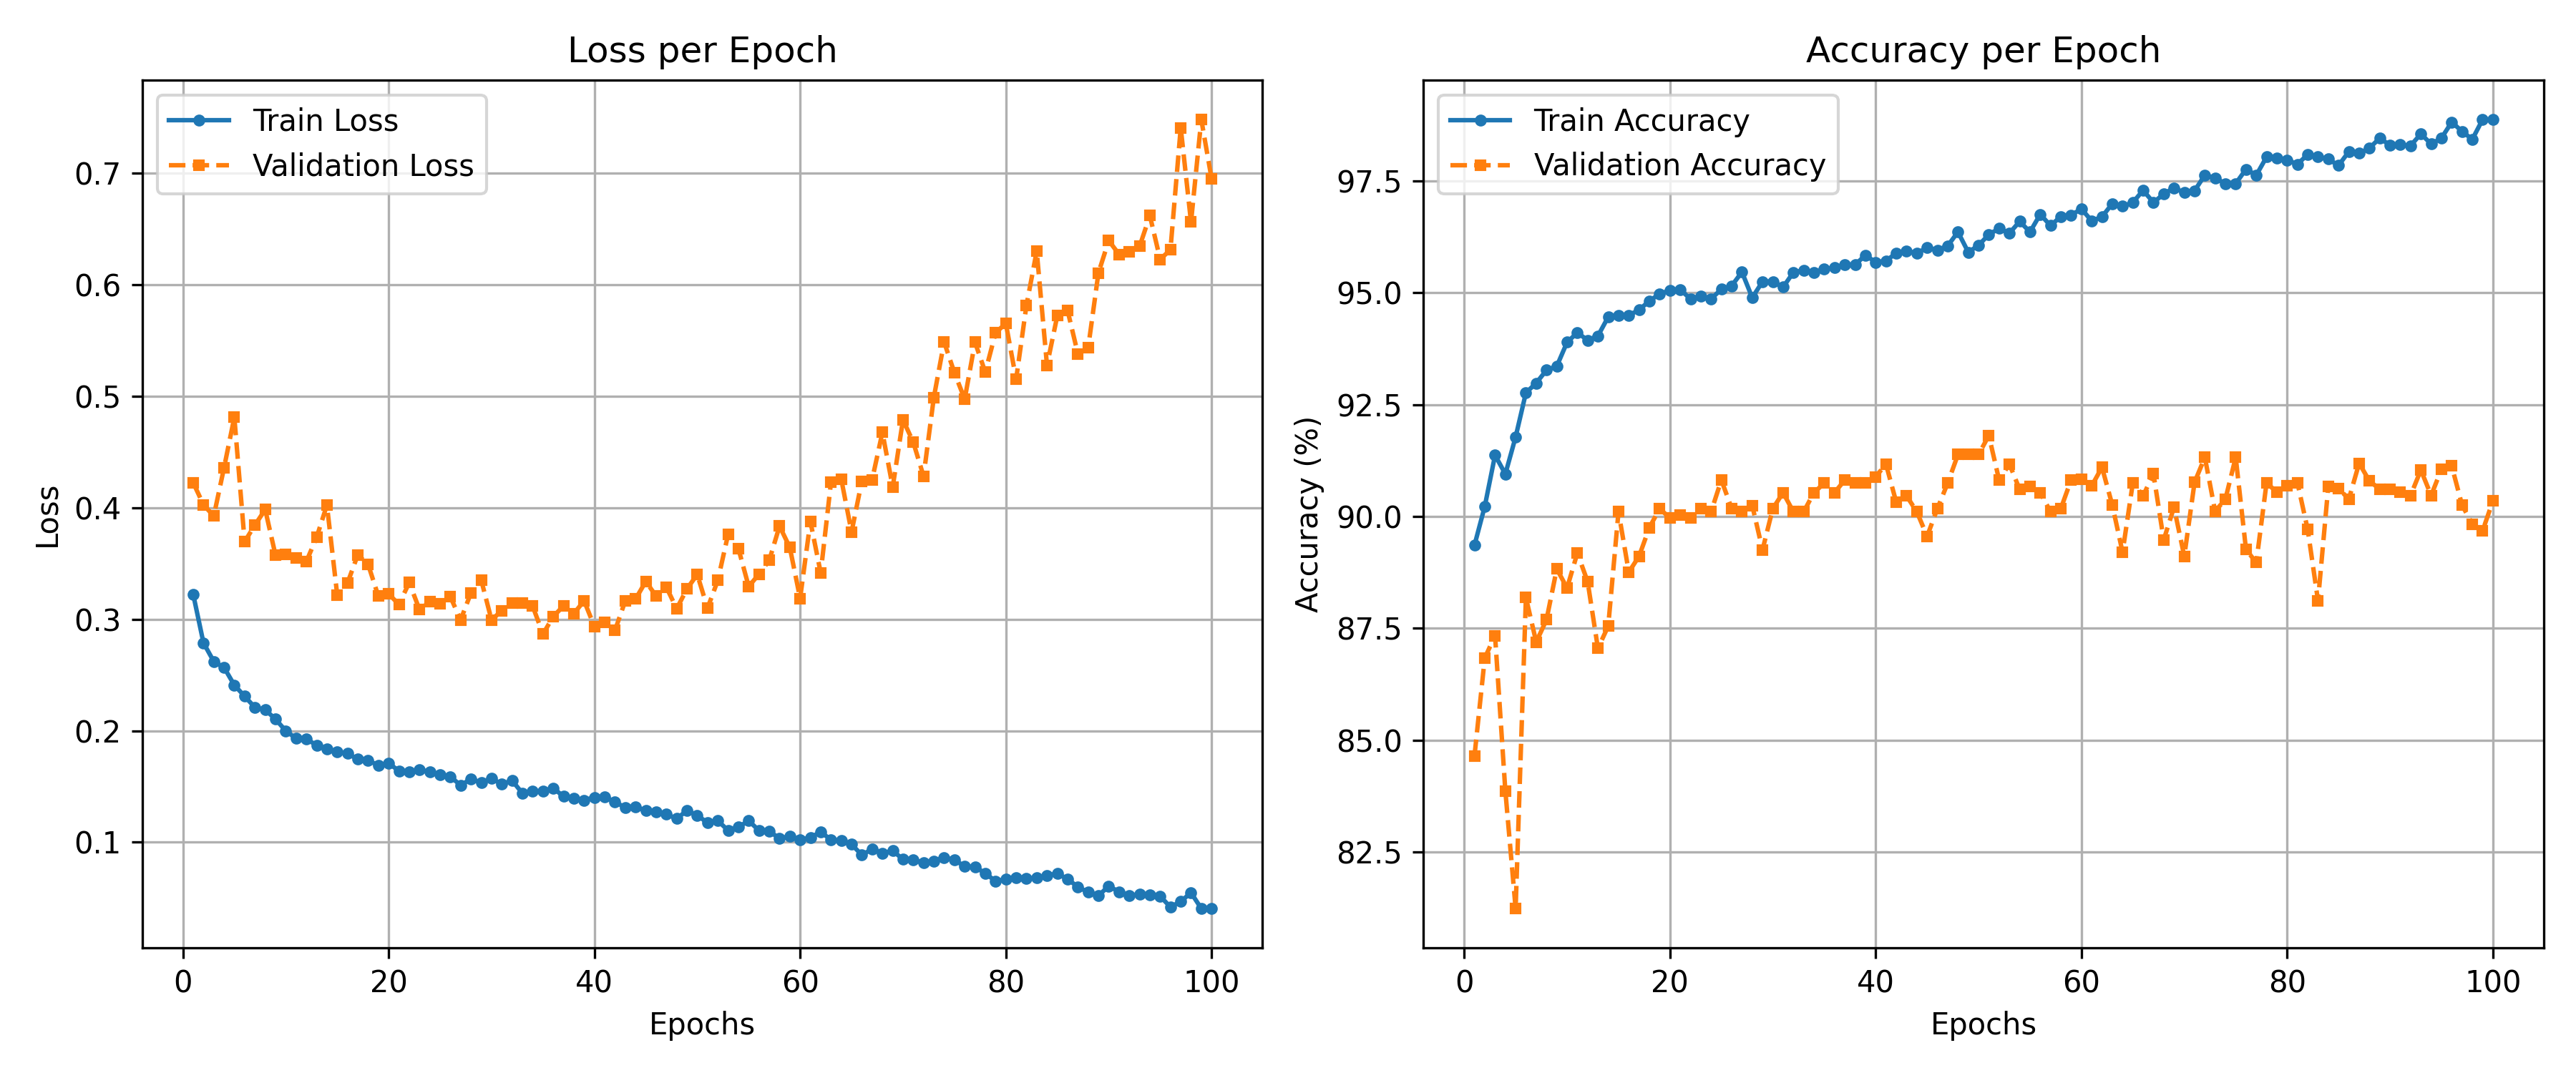 Loss per Epoch
Train Loss
Validation Loss
0.7
0.6
0.5
0.4
0.3
0.2
0.1
Loss
0 20 40 60 80 100
Epochs
Accuracy per Epoch
Train Accuracy
Validation Accuracy
97.5
95.0
92.5
90.0
87.5
85.0
82.5
Accuracy (%)
0 20 40 60 80 100
Epochs